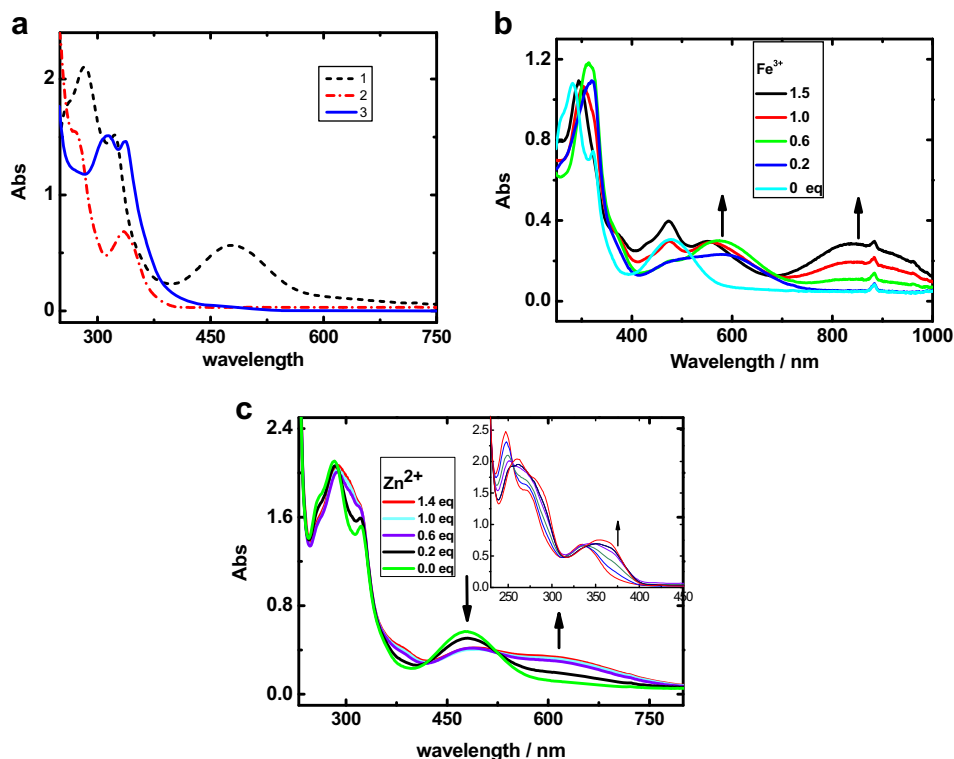 a
Abs
2
1
0
300
450
600
750
wavelength
1
2
3
b
Abs
1.2
0.8
0.4
0.0
400
600
800
1000
Wavelength / nm
Fe3+
1.5
1.0
0.6
0.2
0 eq
c
Abs
2.4
1.8
1.2
0.6
0.0
300
450
600
750
wavelength / nm
Zn2+
1.4 eq
1.0 eq
0.6 eq
0.2 eq
0.0 eq
2.5
2.0
1.5
1.0
0.5
0.0
250
300
350
400
450